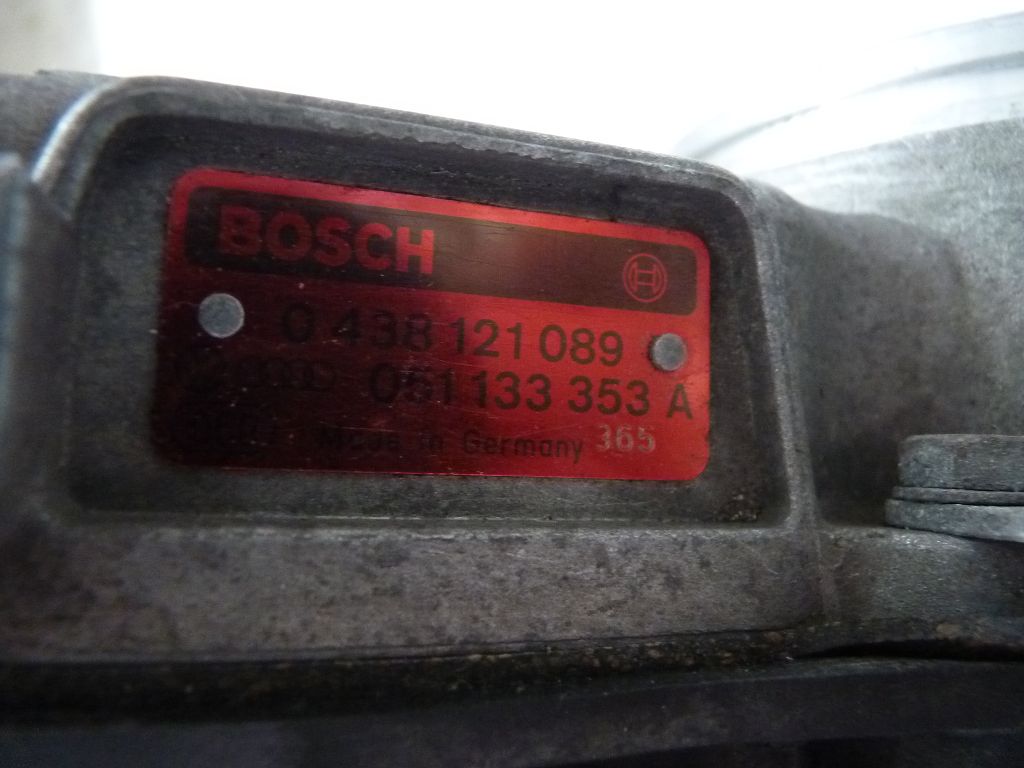 BOSCH
0 438 121 089
051 133 353 A
Made in Germany 365